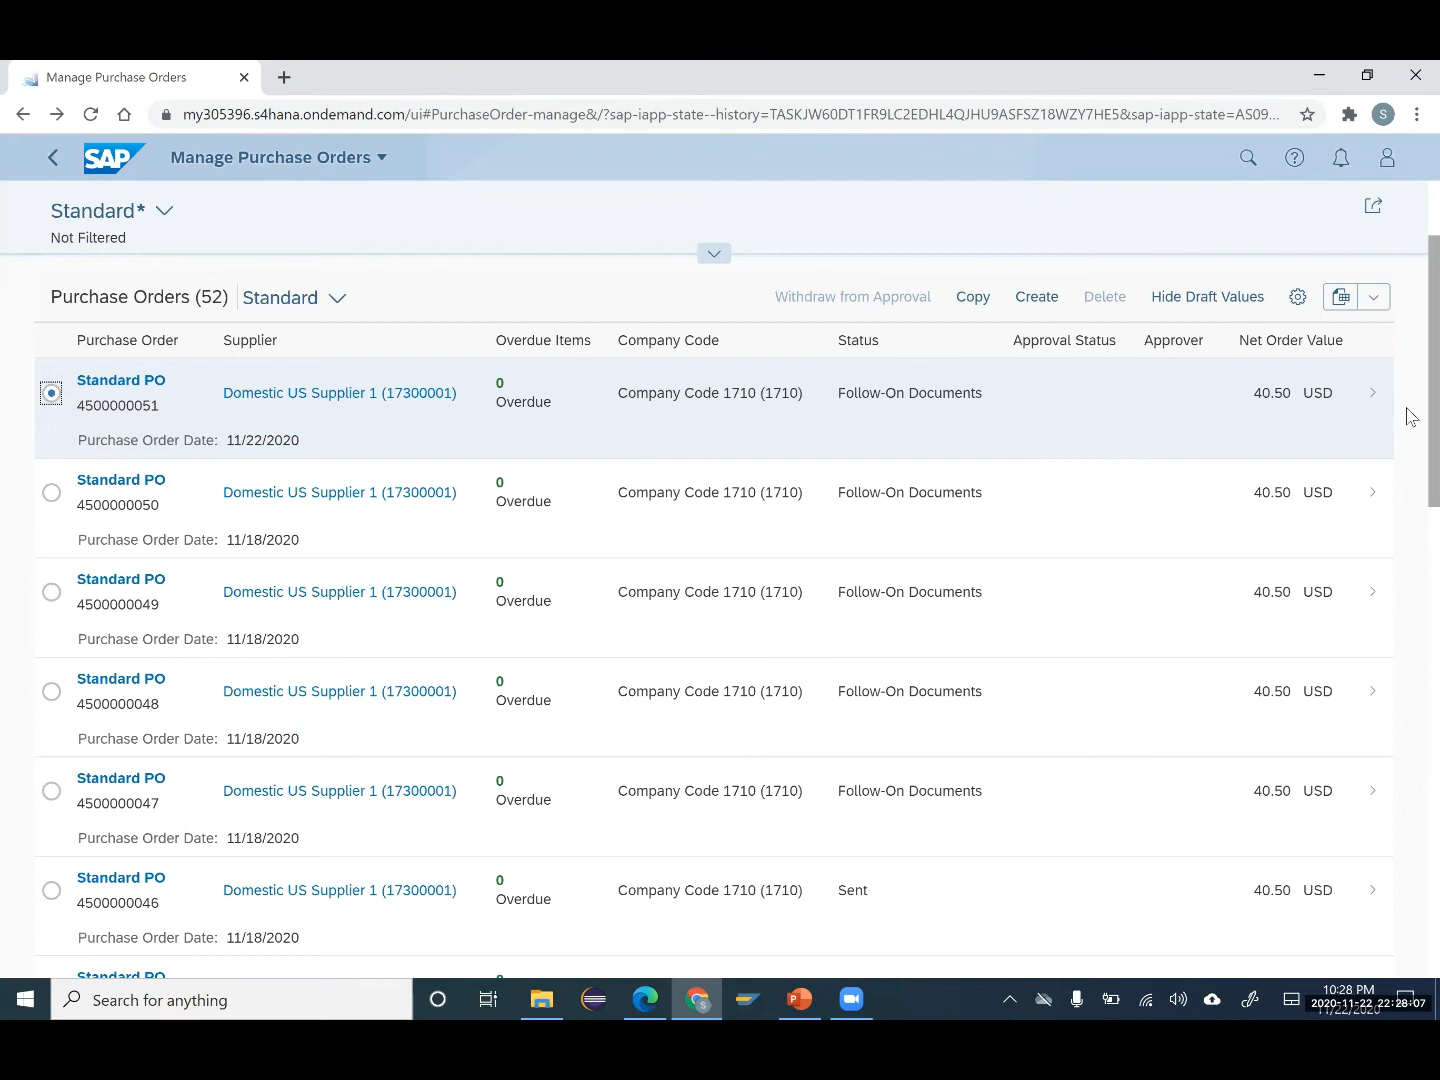 Manage Purchase Orders
my305396.s4hana.ondemand.com/ui#PurchaseOrder-manage&/?sap-iapp-state--history=TASKJW60DT1FR9LC2EDHL4QJHU9ASFSZ18WZY7HE5&sap-iapp-state=AS09...
S
SAP Manage Purchase Orders
Standard*
Not Filtered
Purchase Orders (52) Standard Withdraw from Approval Copy Create Delete Hide Draft Values
Purchase Order Supplier Overdue Items Company Code Status Approval Status Approver Net Order Value
Standard PO
4500000051
Domestic US Supplier 1 (17300001)
0
Overdue
Company Code 1710 (1710)
Follow-On Documents
40.50 USD
Purchase Order Date: 11/22/2020
Standard PO
4500000050
Domestic US Supplier 1 (17300001)
0
Overdue
Company Code 1710 (1710)
Follow-On Documents
40.50 USD
Purchase Order Date: 11/18/2020
Standard PO
4500000049
Domestic US Supplier 1 (17300001)
0
Overdue
Company Code 1710 (1710)
Follow-On Documents
40.50 USD
Purchase Order Date: 11/18/2020
Standard PO
4500000048
Domestic US Supplier 1 (17300001)
0
Overdue
Company Code 1710 (1710)
Follow-On Documents
40.50 USD
Purchase Order Date: 11/18/2020
Standard PO
4500000047
Domestic US Supplier 1 (17300001)
0
Overdue
Company Code 1710 (1710)
Follow-On Documents
40.50 USD
Purchase Order Date: 11/18/2020
Standard PO
4500000046
Domestic US Supplier 1 (17300001)
0
Overdue
Company Code 1710 (1710)
Sent
40.50 USD
Purchase Order Date: 11/18/2020
Standard PO
Search for anything
10:28 PM
2020-11-22 22:28:07
11/22/2020